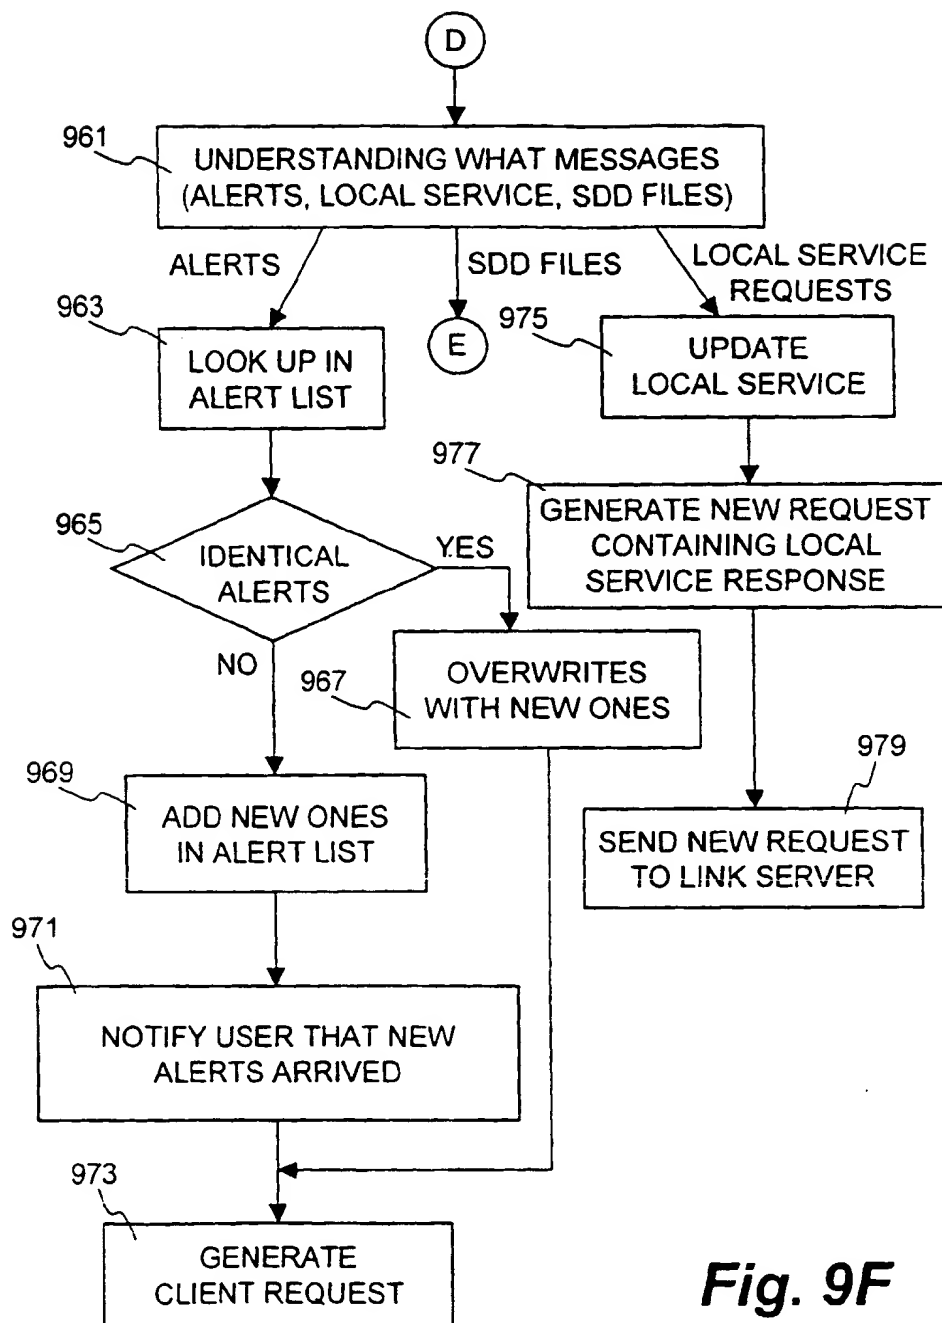 D
961
UNDERSTANDING WHAT MESSAGES
(ALERTS, LOCAL SERVICE, SDD FILES)
ALERTS
SDD FILES
LOCAL SERVICE
REQUESTS
963
LOOK UP IN
ALERT LIST
E
975
UPDATE
LOCAL SERVICE
977
GENERATE NEW REQUEST
CONTAINING LOCAL
SERVICE RESPONSE
965
IDENTICAL
ALERTS
YES
NO
967
OVERWRITES
WITH NEW ONES
969
ADD NEW ONES
IN ALERT LIST
979
SEND NEW REQUEST
TO LINK SERVER
971
NOTIFY USER THAT NEW
ALERTS ARRIVED
973
GENERATE
CLIENT REQUEST
Fig. 9F